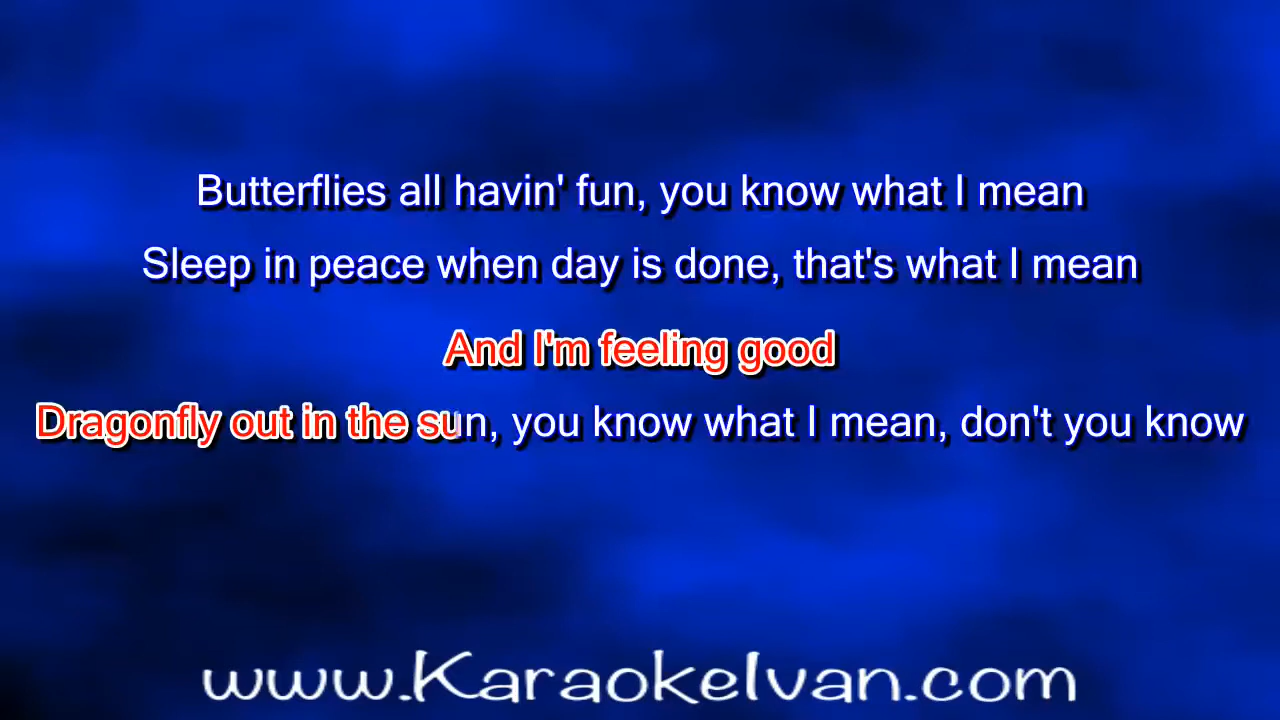 Butterflies all havin' fun, you know what I mean
Sleep in peace when day is done, that's what I mean
And I'm feeling good
Dragonfly out in the sun, you know what I mean, don't you know
www.KaraokeIvan.com